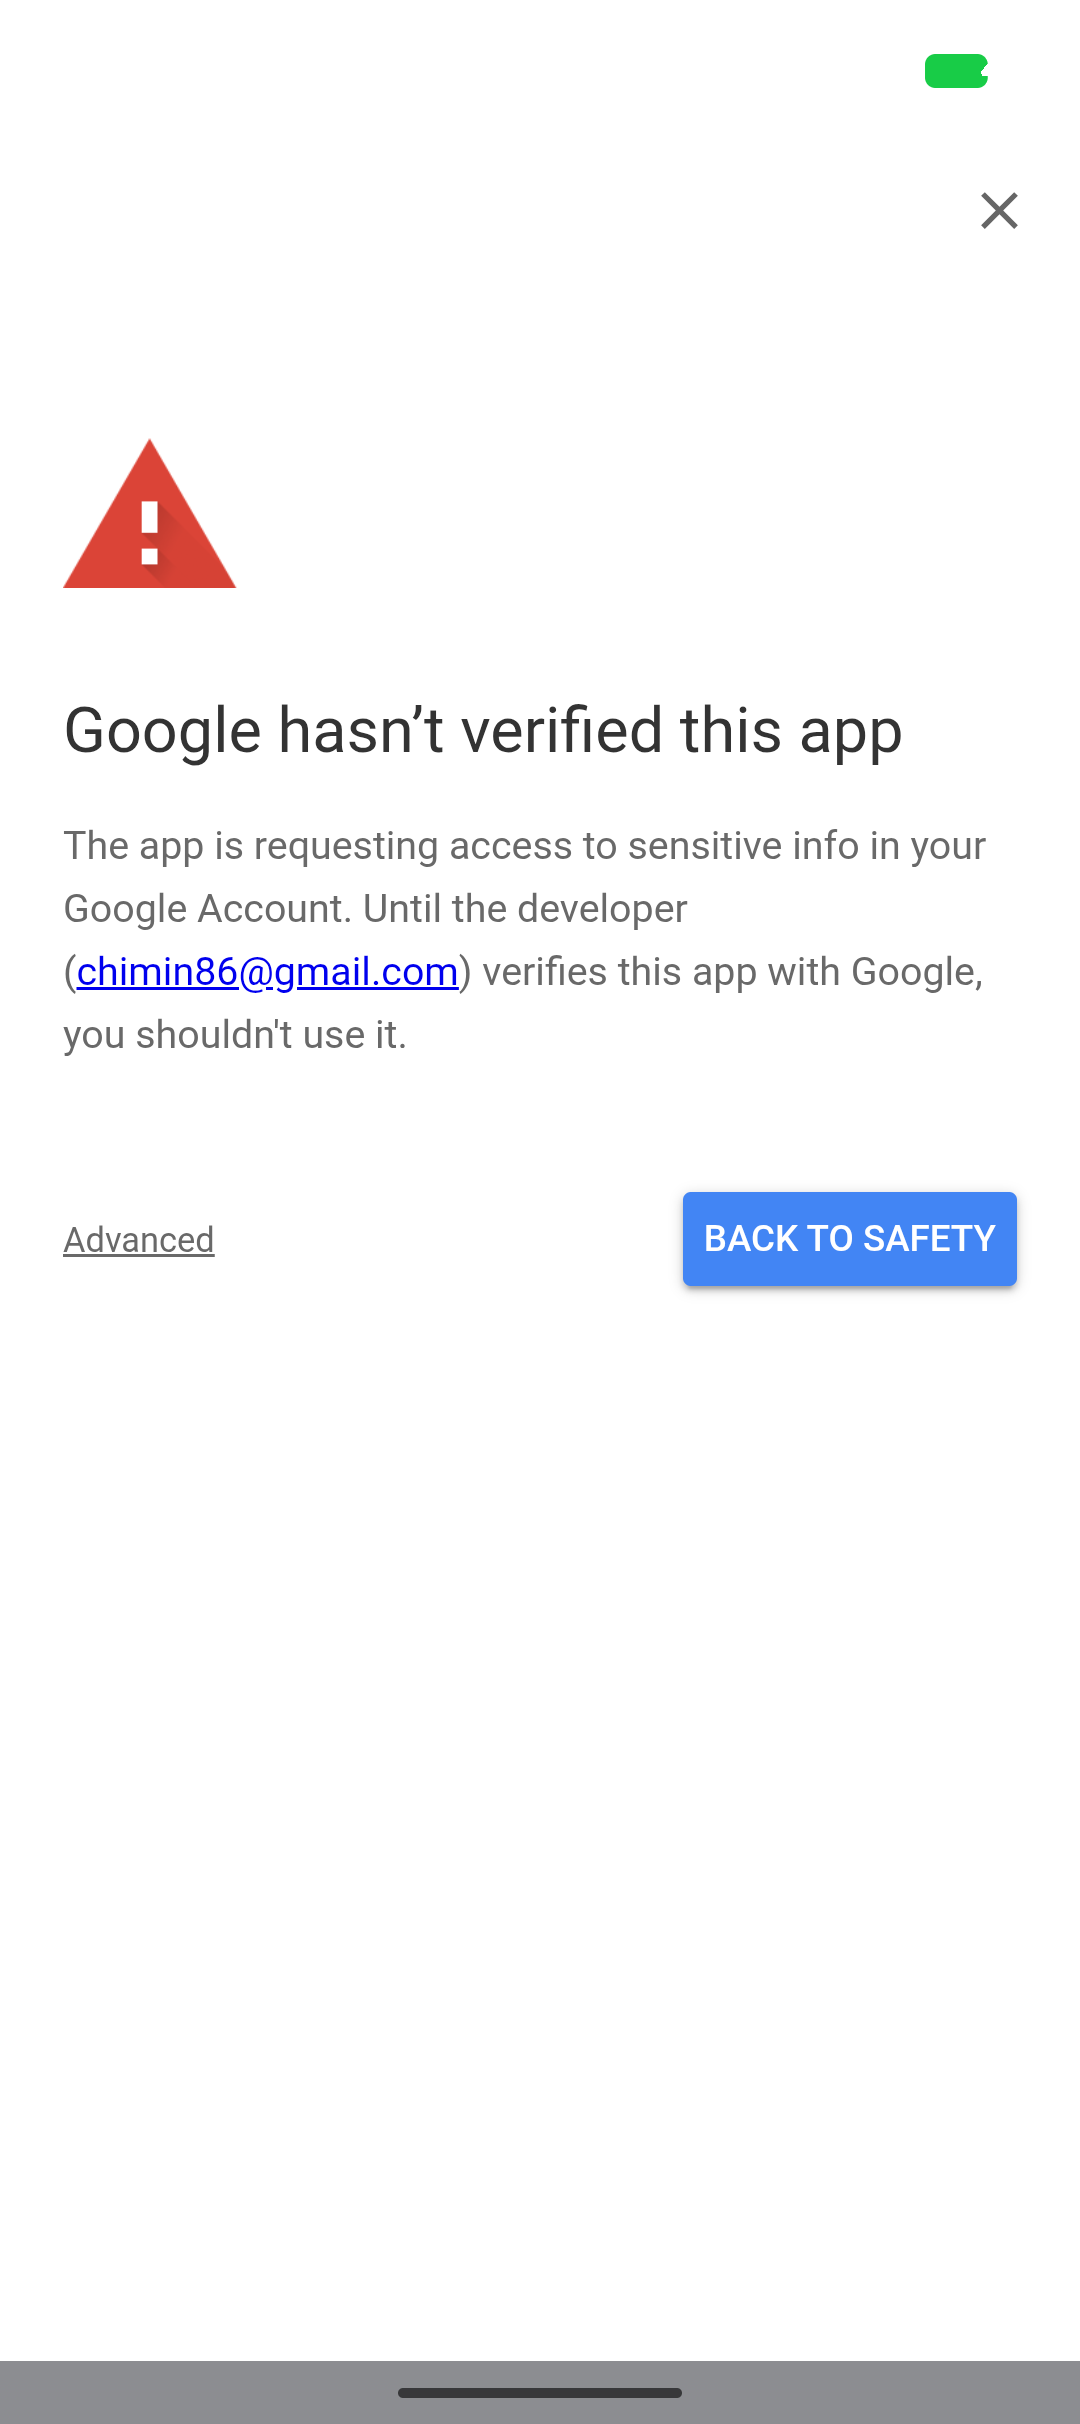 Google hasn’t verified this app
The app is requesting access to sensitive info in your
Google Account. Until the developer
(chimin86@gmail.com) verifies this app with Google,
you shouldn't use it.
Advanced
BACK TO SAFETY